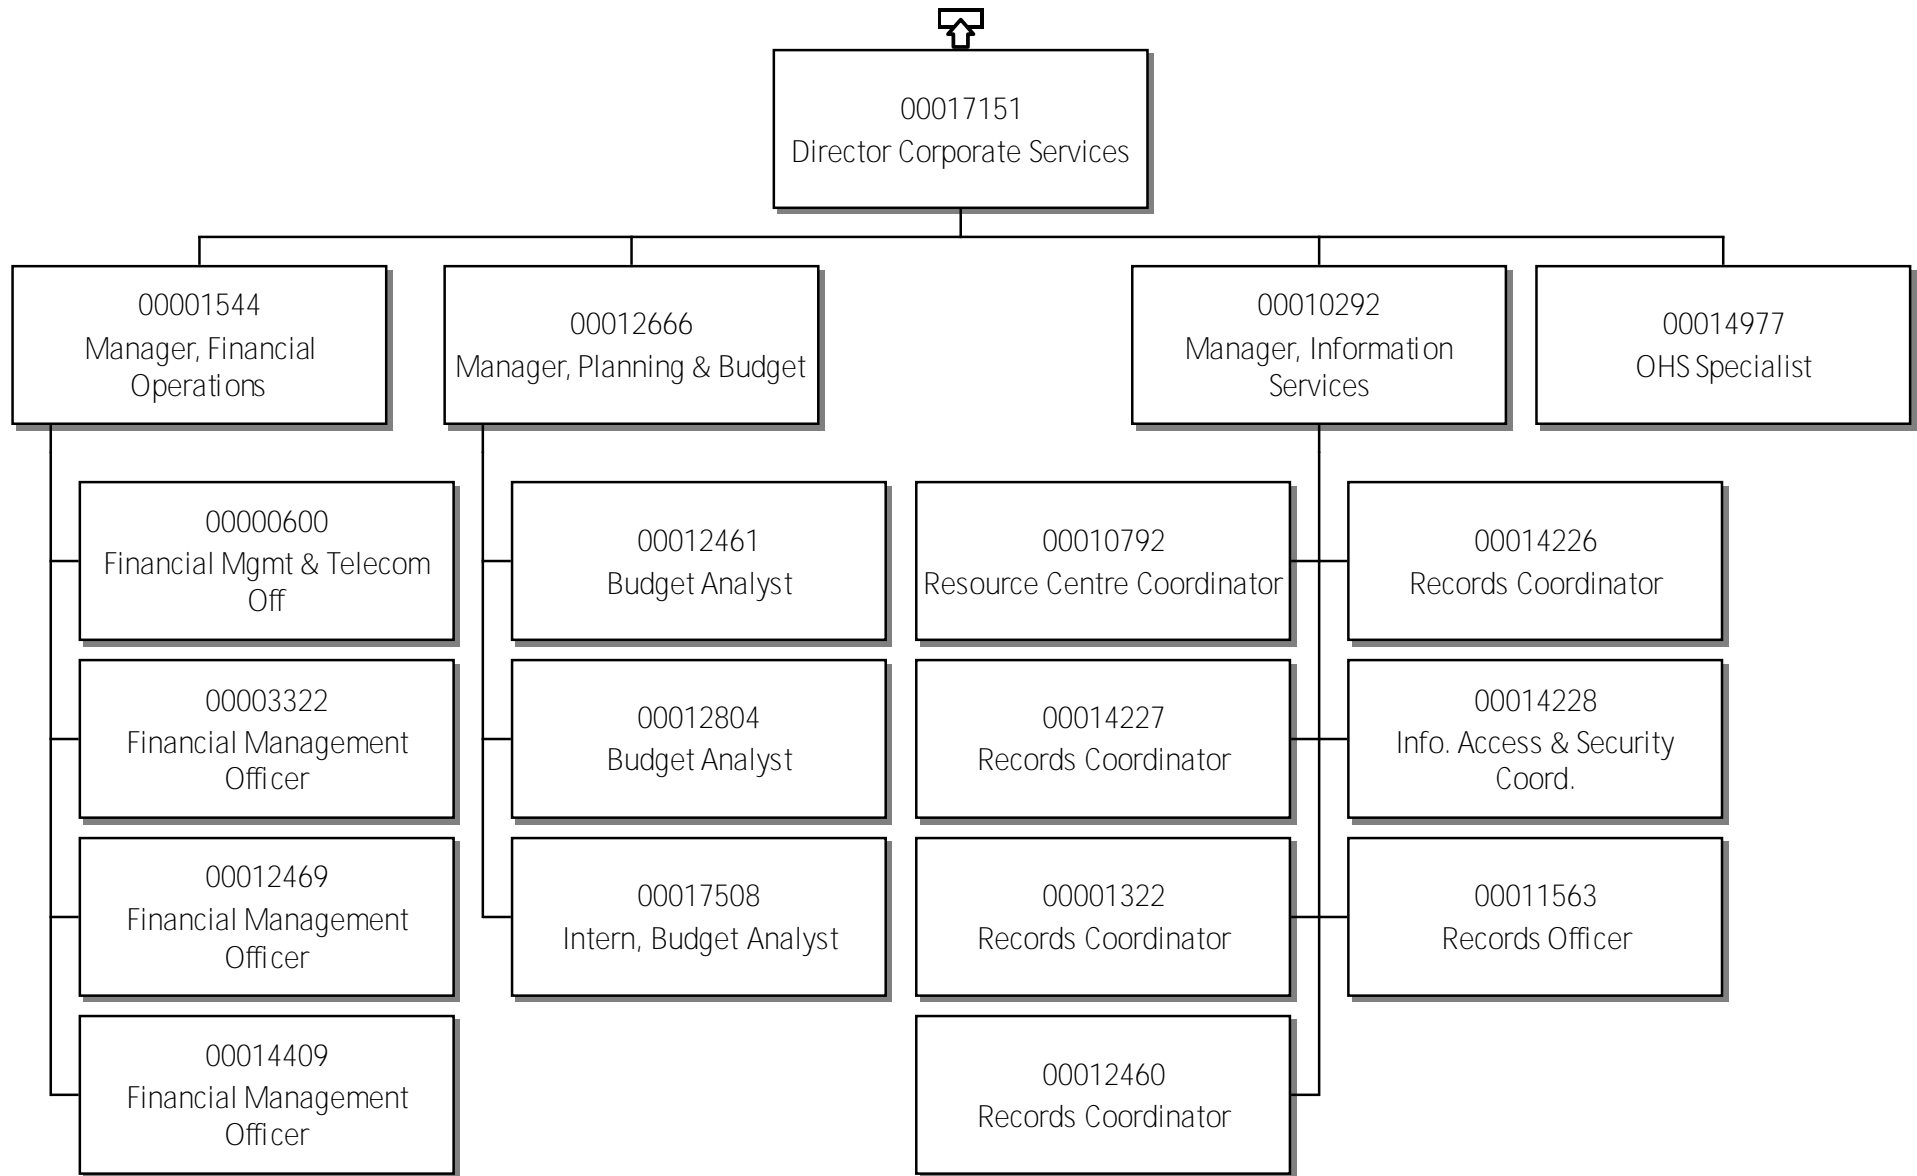 00017151
Director Corporate Services
00001544
Manager, Financial
Operations
00012666
Manager, Planning & Budget
00010292
Manager, Information
Services
00014977
OHS Specialist
00000600
Financial Mgmt & Telecom
Off
00012461
Budget Analyst
00010792
Resource Centre Coordinator
00014226
Records Coordinator
00003322
Financial Management
Officer
00012804
Budget Analyst
00014227
Records Coordinator
00014228
Info. Access & Security
Coord.
00012469
Financial Management
Officer
00017508
Intern, Budget Analyst
00001322
Records Coordinator
00011563
Records Officer
00014409
Financial Management
Officer
00012460
Records Coordinator